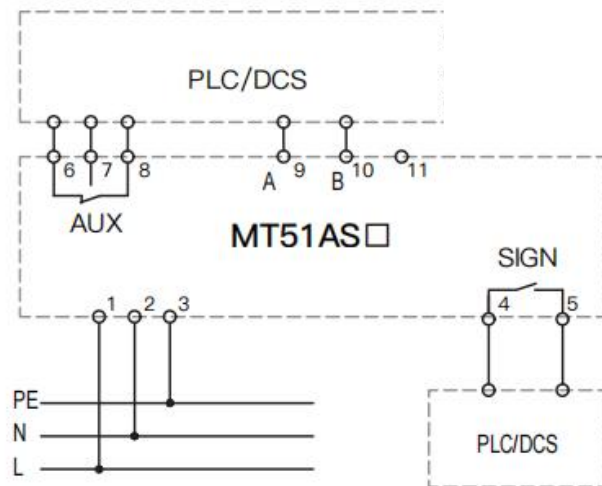 PLC/DCS
6 7 8 A 9 B 10 11
AUX
MT51AS□
SIGN
1 2 3
4 5
PE
N
L
PLC/DCS